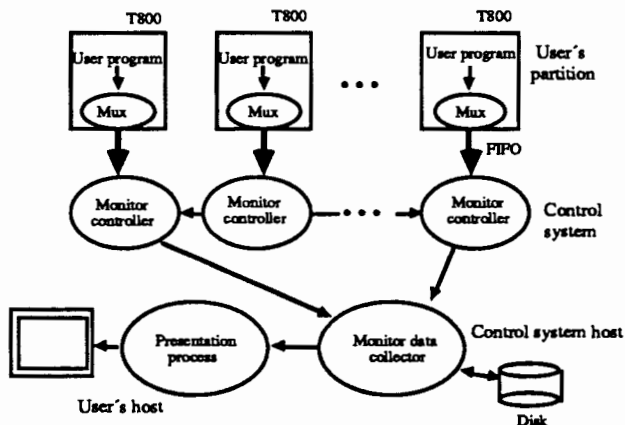 T800 T800 T800
User program User program User program
User´s
partition
Mux Mux Mux
FIFO
Monitor
controller
Monitor
controller
Monitor
controller
Control
system
Presentation
process
Monitor data
collector
Control system host
User´s host
Disk